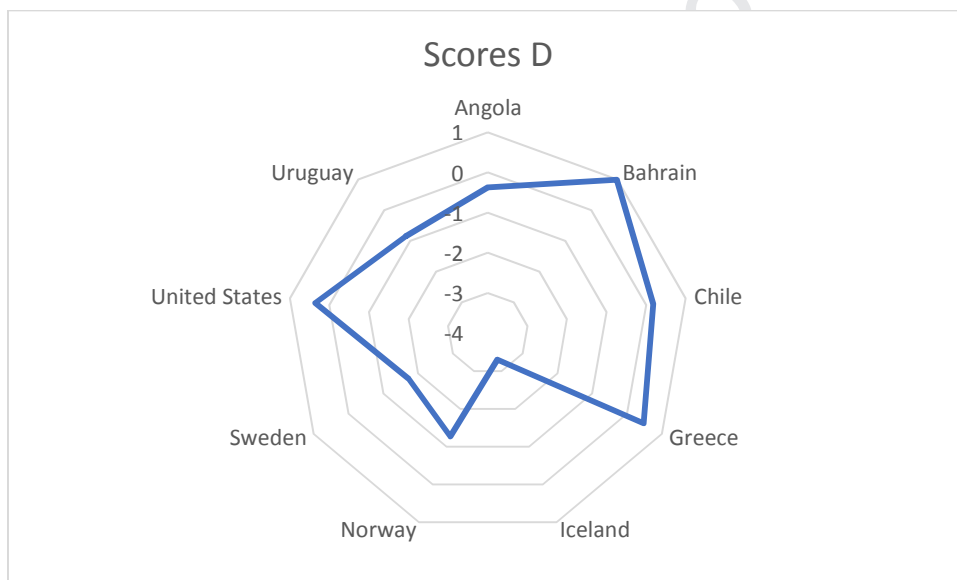 Scores D
Angola
1
Uruguay
0
Bahrain
-1
-2
United States
-3
Chile
-4
Sweden
Greece
Norway
Iceland